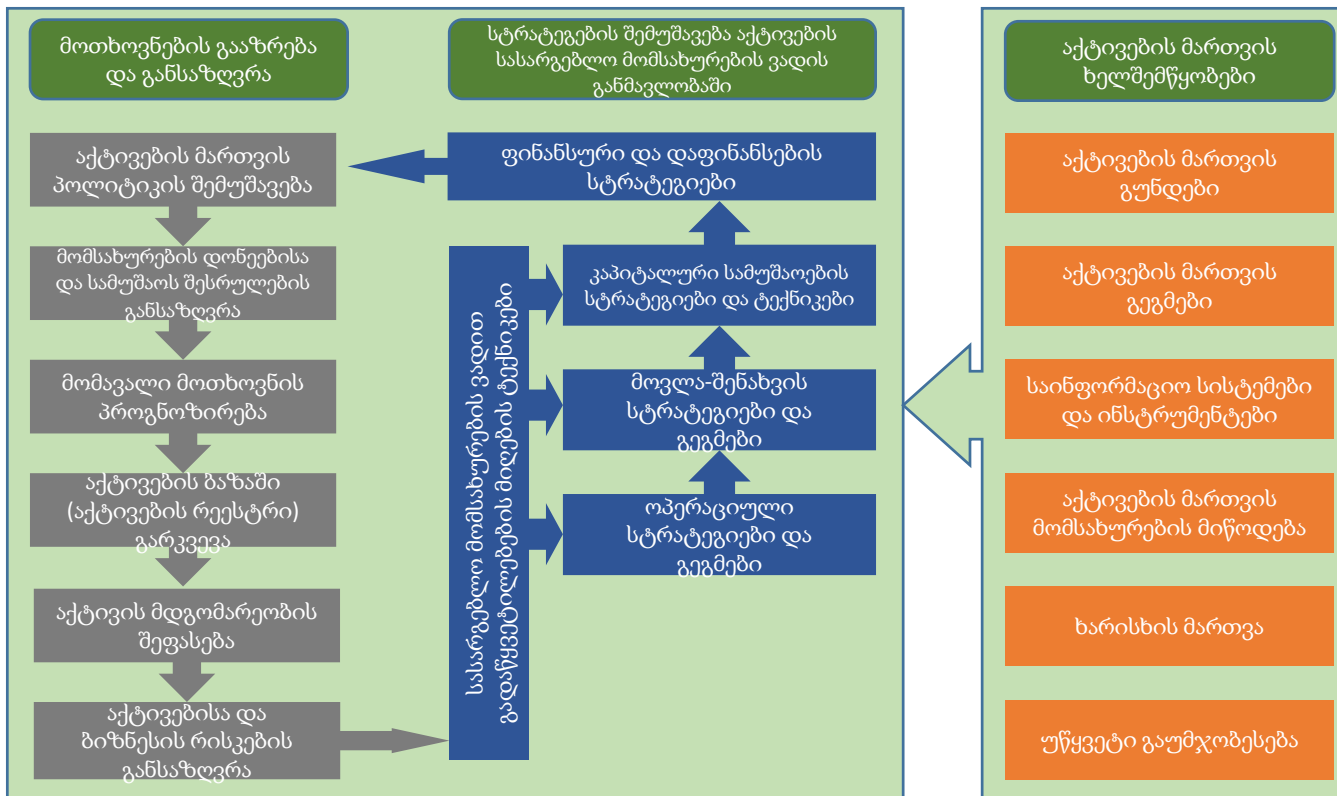 მოთხოვნების გააზრება
და განსაზღვრა
აქტივების მართვის
პოლიტიკის შემუშავება
მომსახურების დონეებისა
და სამუშაოს შესრულების
განსაზღვრა
მომავალი მოთხოვნის
პროგნოზირება
აქტივების ბაზაში
(აქტივების რეესტრი)
გარკვევა
აქტივის მდგომარეობის
შეფასება
აქტივებისა და
ბიზნესის რისკების
განსაზღვრა
სტრატეგების შემუშავება აქტივების
სასარგებლო მომსახურების ვადის
განმავლობაში
ფინანსური და დაფინანსების
სტრატეგიები
სასარგებლო მომსახურების ვადით
გადაწყვეტილებების მიღების ტექნიკები
კაპიტალური სამუშაოების
სტრატეგიები და ტექნიკები
მოვლა-შენახვის
სტრატეგიები და
გეგმები
ოპერაციული
სტრატეგიები და
გეგმები
აქტივების მართვის
ხელშემწყობები
აქტივების მართვის
გუნდები
აქტივების მართვის
გეგმები
საინფორმაციო სისტემები
და ინსტრუმენტები
აქტივების მართვის
მომსახურების მიწოდება
ხარისხის მართვა
უწყვეტი გაუმჯობესება